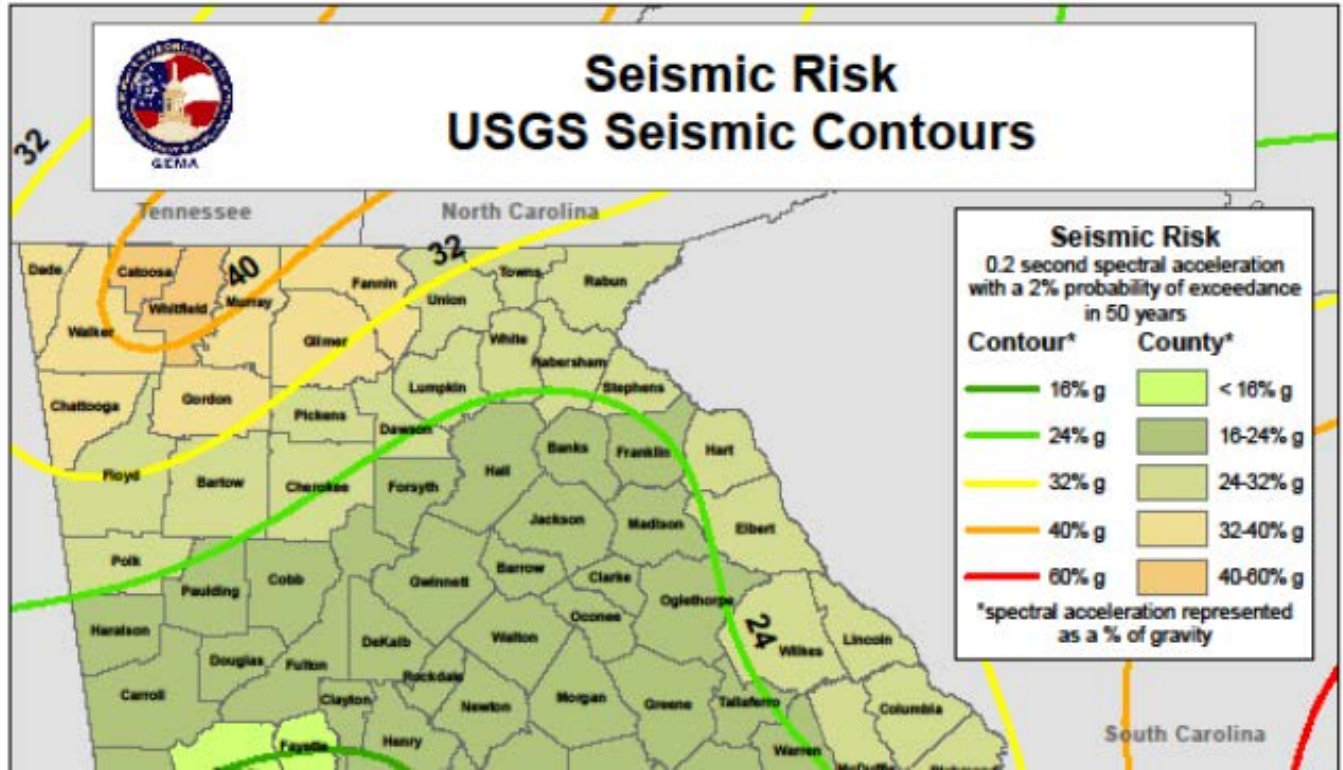 Seismic Risk
USGS Seismic Contours
GEMA
32
Tennessee
North Carolina
32
40
Dade
Catoosa
Whitfield
Murray
Fannin
Union
Towns
Rabun
Walker
Gilmer
White
Habersham
Stephens
Lumpkin
Chattooga
Gordon
Pickens
Dawson
Floyd
Bartow
Cherokee
Forsyth
Hall
Banks
Franklin
Hart
Jackson
Madison
Elbert
Polk
Paulding
Cobb
Gwinnett
Barrow
Clarke
Oglethorpe
Oconee
24
Haralson
Douglas
Fulton
DeKalb
Walton
Wilkes
Lincoln
Rockdale
Carroll
Clayton
Newton
Morgan
Greene
Taliaferro
Columbia
Fayette
Henry
Warren
McDuffie
Richmond
South Carolina
Seismic Risk
0.2 second spectral acceleration
with a 2% probability of exceedance
in 50 years
Contour* County*
16% g < 16% g
24% g 16-24% g
32% g 24-32% g
40% g 32-40% g
60% g 40-60% g
*spectral acceleration represented
as a % of gravity